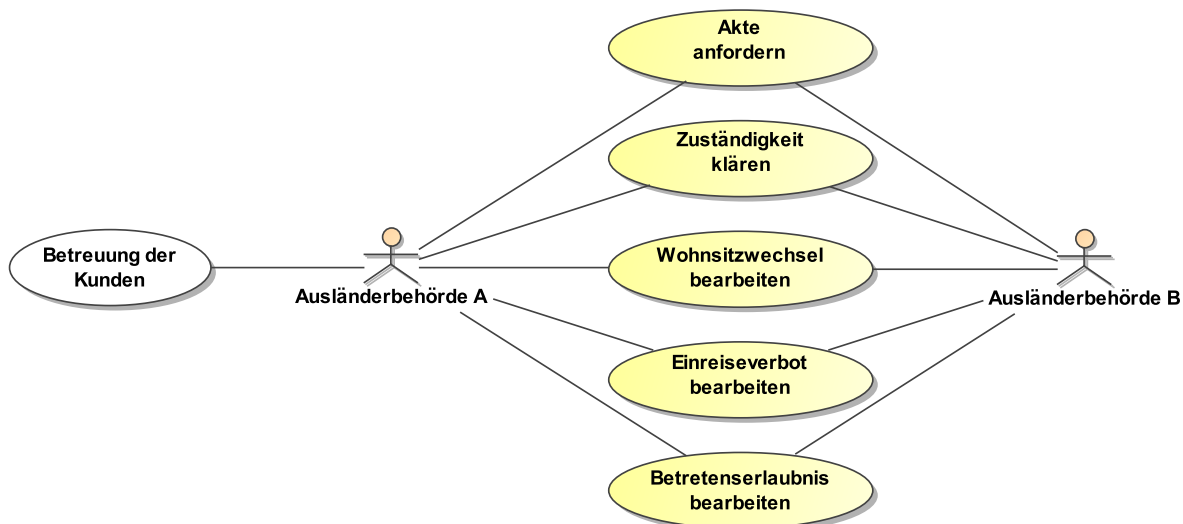 Akte
anfordern
Zuständigkeit
klären
Betreuung der
Kunden
Ausländerbehörde A
Wohnsitzwechsel
bearbeiten
Ausländerbehörde B
Einreiseverbot
bearbeiten
Betretenserlaubnis
bearbeiten